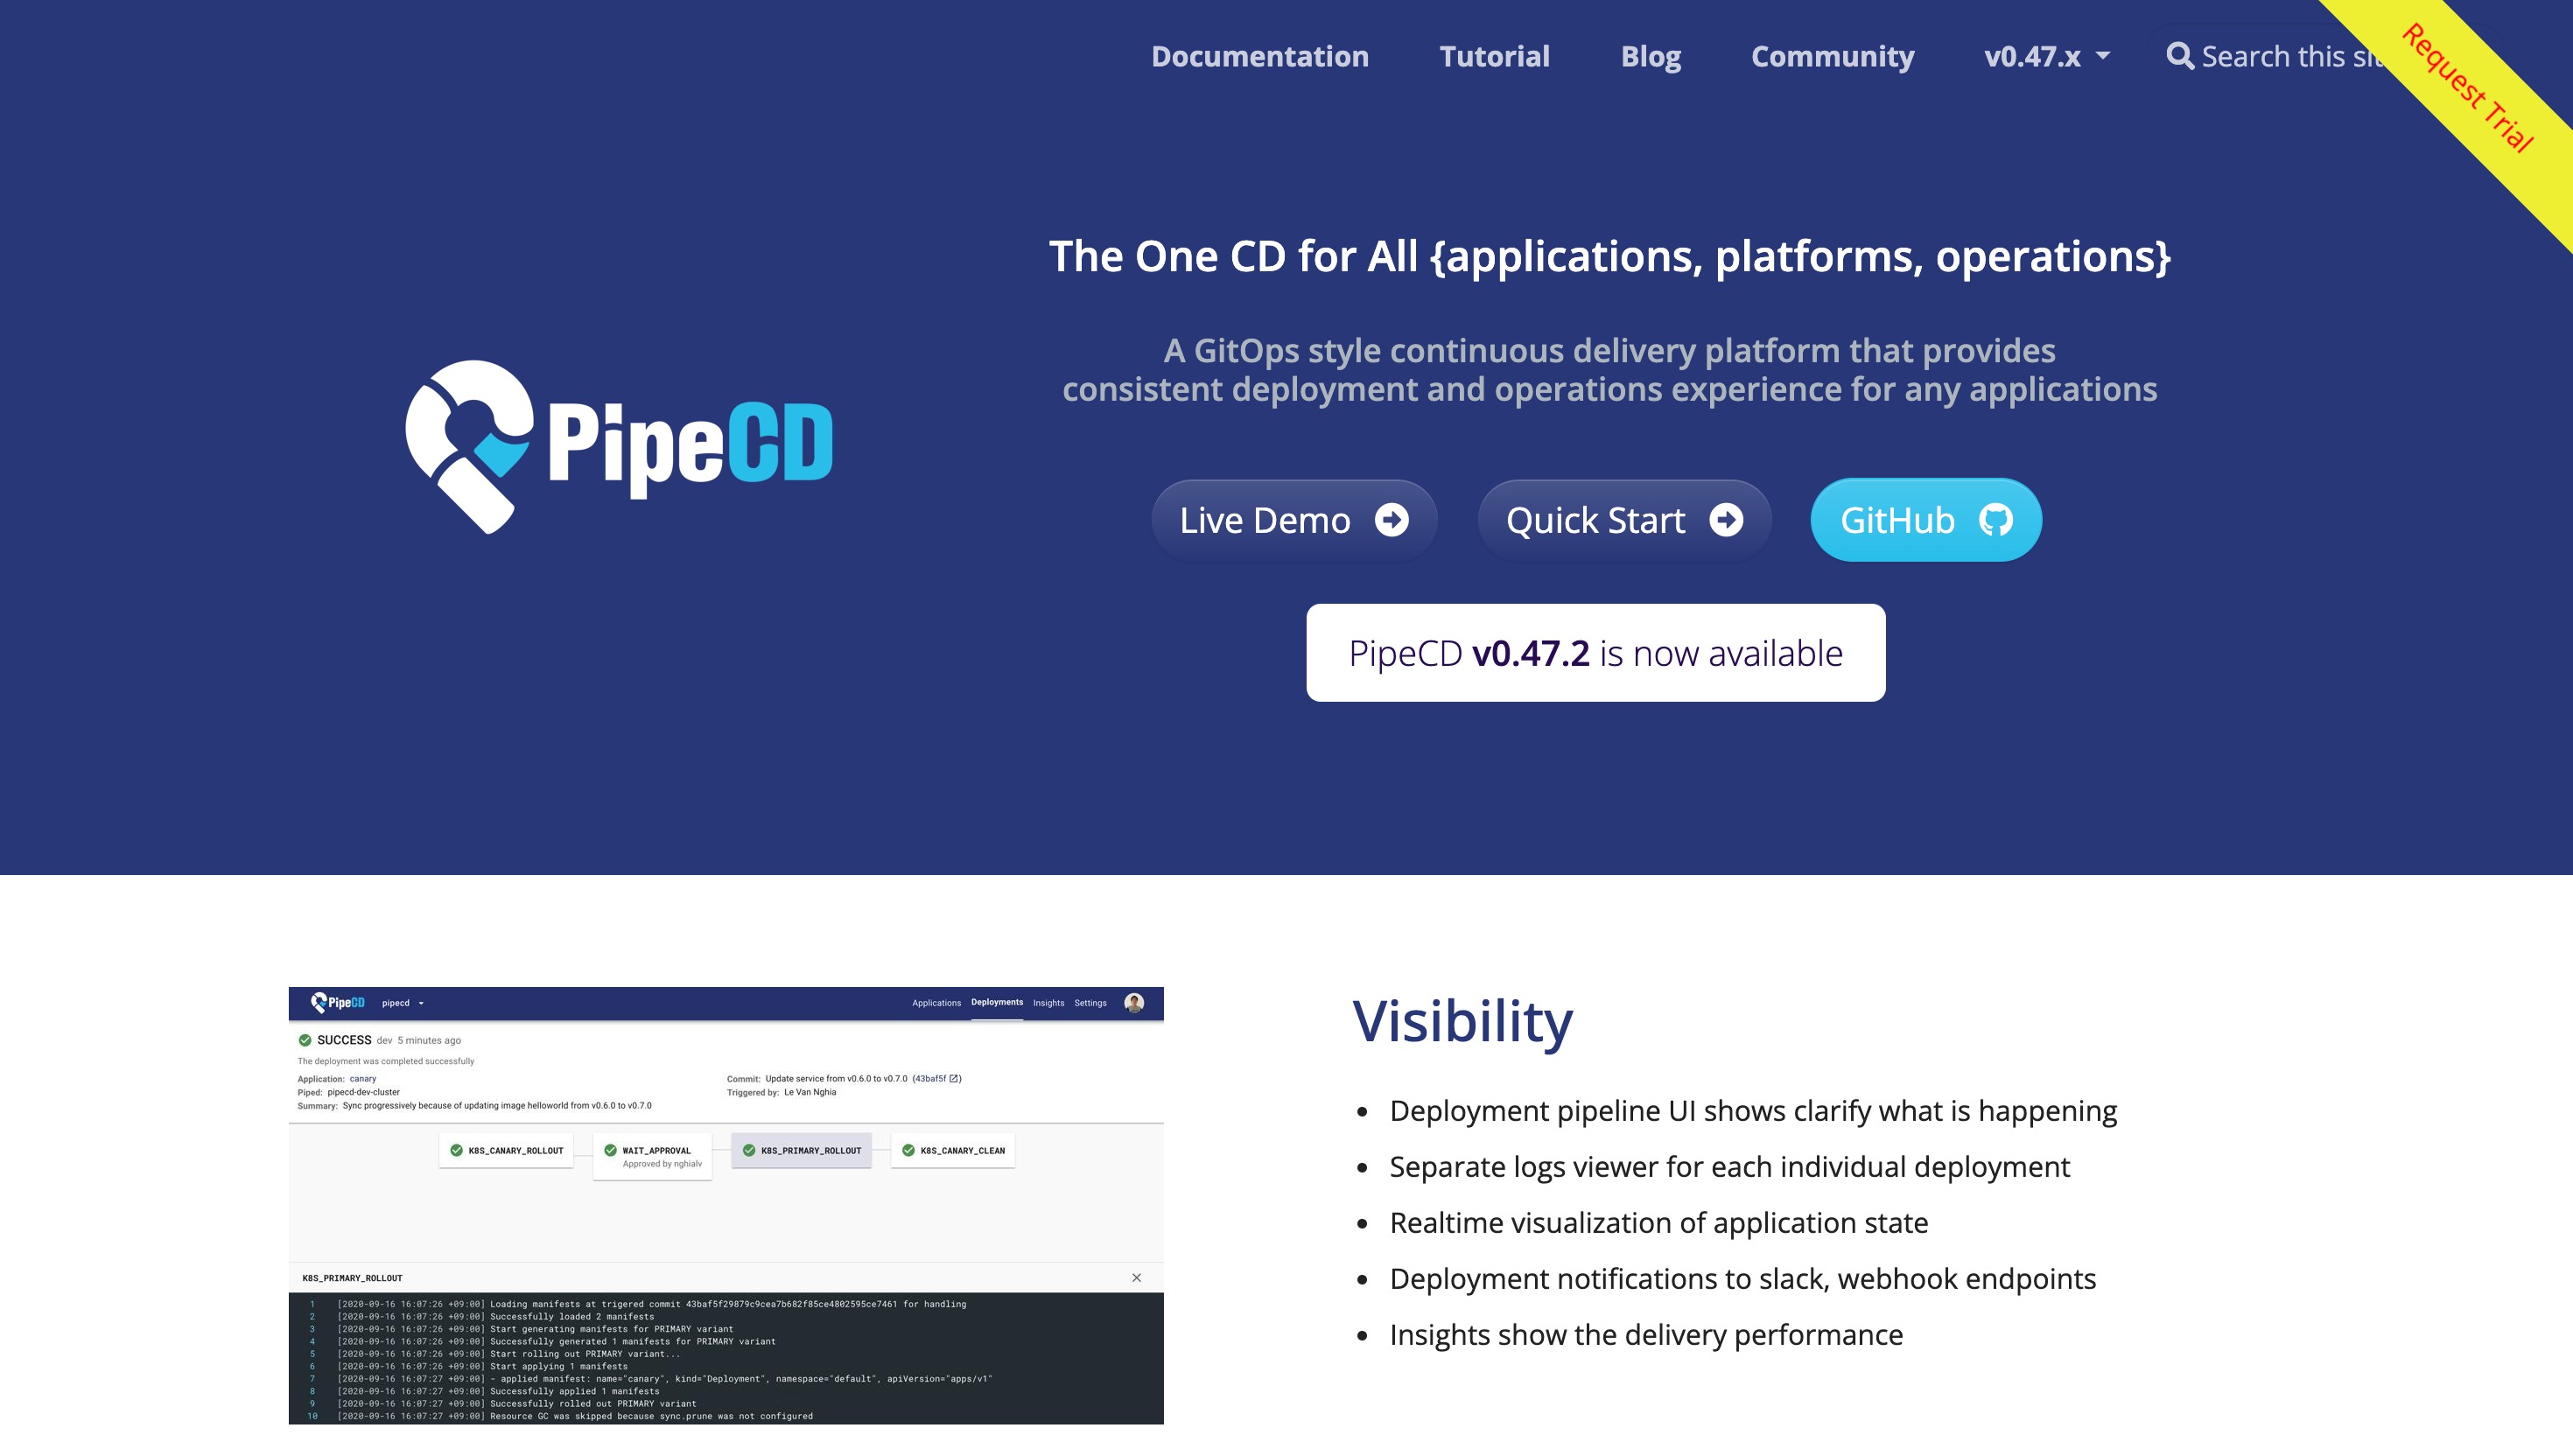 Documentation Tutorial Blog Community v0.47.x Search this si
Request Trial
The One CD for All {applications, platforms, operations}
A GitOps style continuous delivery platform that provides
consistent deployment and operations experience for any applications
PipeCD
Live Demo Quick Start GitHub
PipeCD v0.47.2 is now available
PipeCD pipecd Applications Deployments Insights Settings
SUCCESS dev 5 minutes ago
The deployment was completed successfully
Application: canary
Piped: pipecd-dev-cluster
Summary: Sync progressively because of updating image helloworld from v0.6.0 to v0.7.0
Commit: Update service from v0.6.0 to v0.7.0 (43baf5f)
Triggered by: Le Van Nghia
K8S_CANARY_ROLLOUT WAIT_APPROVAL K8S_PRIMARY_ROLLOUT K8S_CANARY_CLEAN
Approved by nghialv
K8S_PRIMARY_ROLLOUT
1 [2020-09-16 16:07:26 +09:00] Loading manifests at trigered commit 43baf5f29879c9cea7b682f85ce4802595ce7461 for handling
2 [2020-09-16 16:07:26 +09:00] Successfully loaded 2 manifests
3 [2020-09-16 16:07:26 +09:00] Start generating manifests for PRIMARY variant
4 [2020-09-16 16:07:26 +09:00] Successfully generated 1 manifests for PRIMARY variant
5 [2020-09-16 16:07:26 +09:00] Start rolling out PRIMARY variant...
6 [2020-09-16 16:07:26 +09:00] Start applying 1 manifests
7 [2020-09-16 16:07:27 +09:00] - applied manifest: name="canary", kind="Deployment", namespace="default", apiVersion="apps/v1"
8 [2020-09-16 16:07:27 +09:00] Successfully applied 1 manifests
9 [2020-09-16 16:07:27 +09:00] Successfully rolled out PRIMARY variant
10 [2020-09-16 16:07:27 +09:00] Resource GC was skipped because sync.prune was not configured
Visibility
• Deployment pipeline UI shows clarify what is happening
• Separate logs viewer for each individual deployment
• Realtime visualization of application state
• Deployment notifications to slack, webhook endpoints
• Insights show the delivery performance